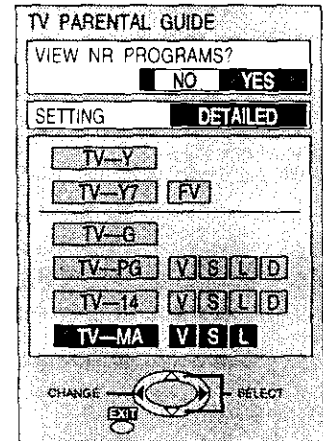 TV PARENTAL GUIDE
VIEW NR PROGRAMS?
NO YES
SETTING DETAILED
TV—Y
TV—Y7 FV
TV—G
TV—PG V S L D
TV—14 V S L D
TV—MA V S L
CHANGE SELECT
EXIT